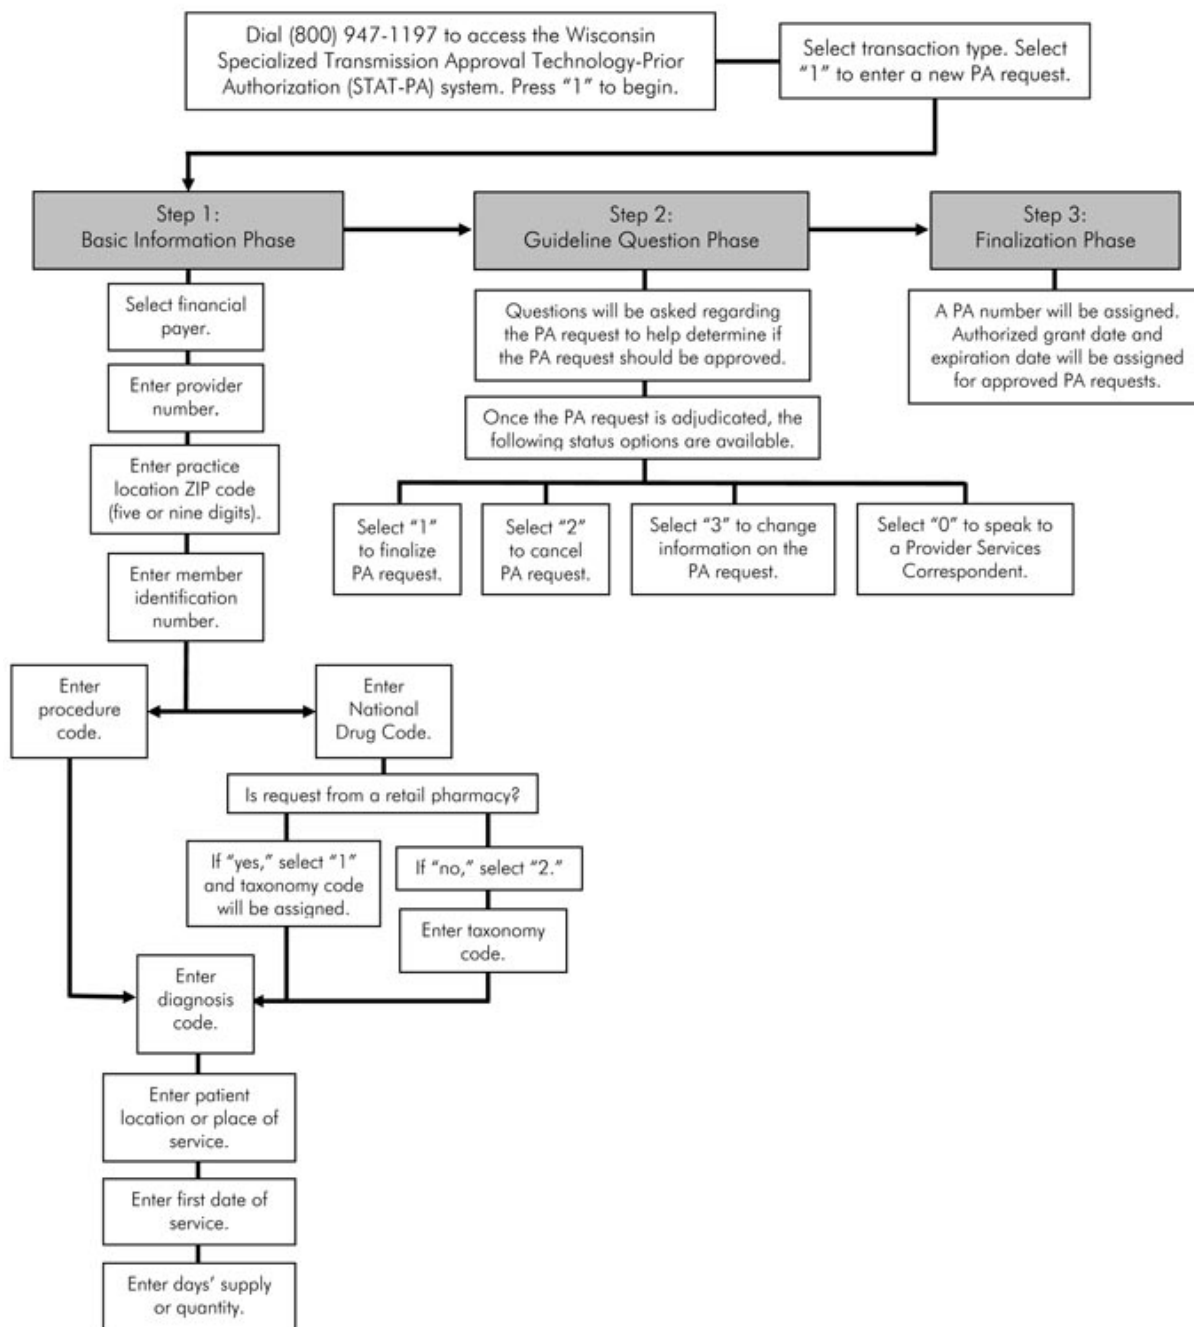 Dial (800) 947-1197 to access the Wisconsin
Specialized Transmission Approval Technology-Prior
Authorization (STAT-PA) system. Press “1” to begin.
Select transaction type. Select
“1” to enter a new PA request.
Step 1:
Basic Information Phase
Step 2:
Guideline Question Phase
Step 3:
Finalization Phase
Select financial
payer.
Enter provider
number.
Enter practice
location ZIP code
(five or nine digits).
Enter member
identification
number.
Enter
procedure
code.
Enter
National
Drug Code.
Is request from a retail pharmacy?
If “yes,” select “1”
and taxonomy code
will be assigned.
If “no,” select “2.”
Enter taxonomy
code.
Enter
diagnosis
code.
Enter patient
location or place of
service.
Enter first date of
service.
Enter days’ supply
or quantity.
Questions will be asked regarding
the PA request to help determine if
the PA request should be approved.
Once the PA request is adjudicated, the
following status options are available.
Select “1”
to finalize
PA request.
Select “2”
to cancel
PA request.
Select “3” to change
information on the
PA request.
Select “0” to speak to
a Provider Services
Correspondent.
A PA number will be assigned.
Authorized grant date and
expiration date will be assigned
for approved PA requests.